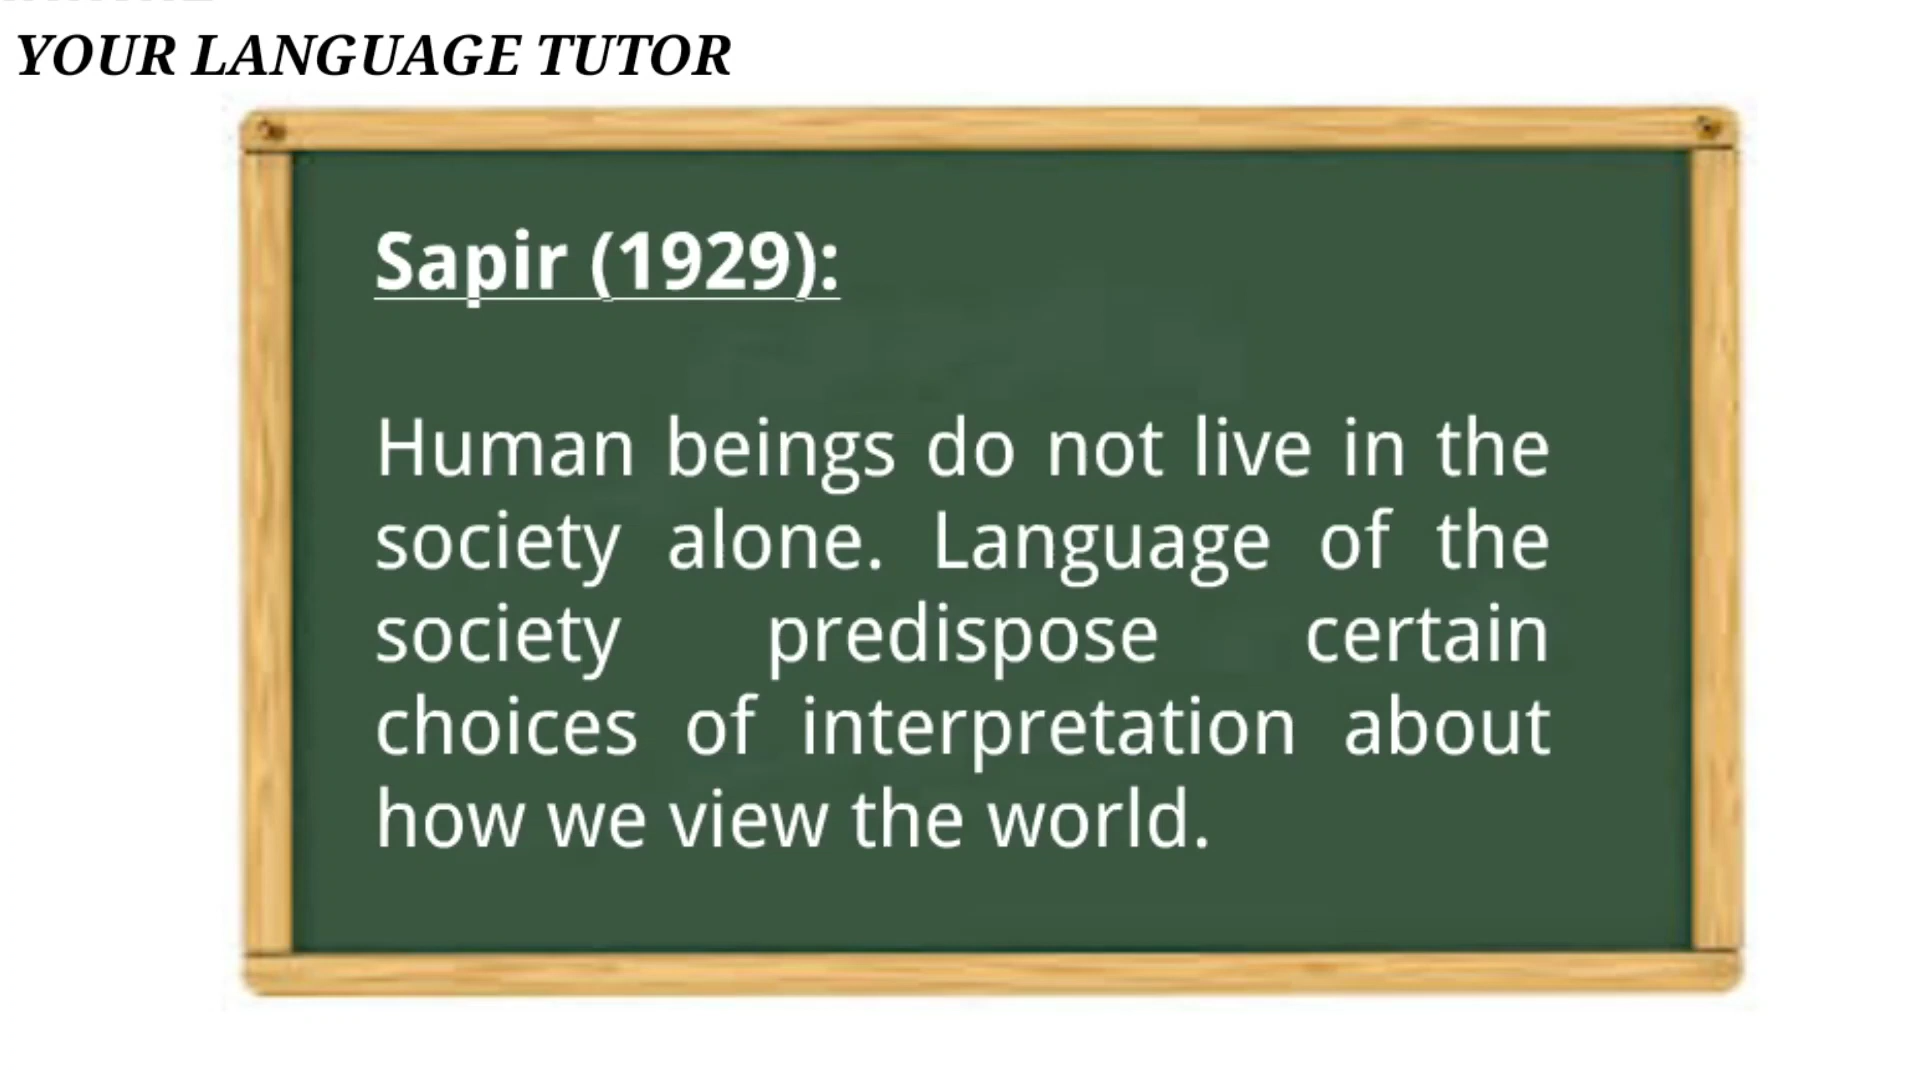 YOUR LANGUAGE TUTOR
Sapir (1929):
Human beings do not live in the
society alone. Language of the
society predispose certain
choices of interpretation about
how we view the world.